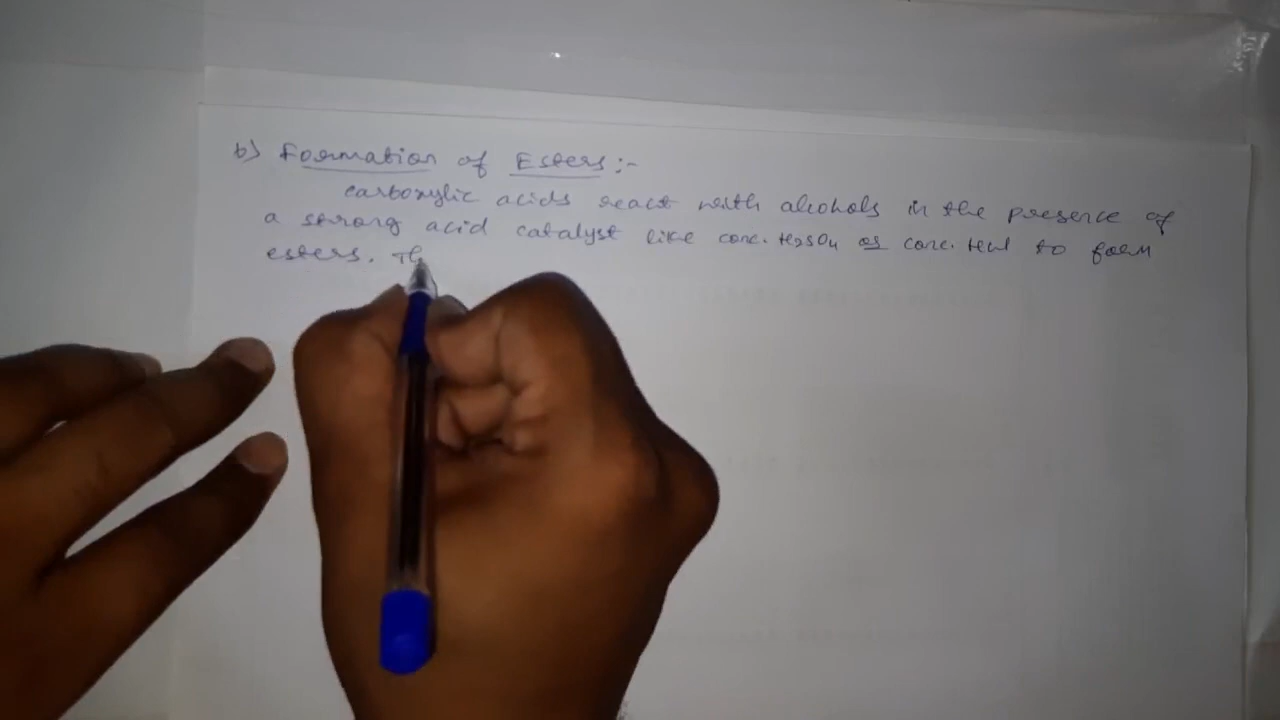 b) Formation of Esters :-
carboxylic acids react with alcohols in the presence of
a strong acid catalyst like conc. H2SO4 or conc. HCl to form
esters. Th